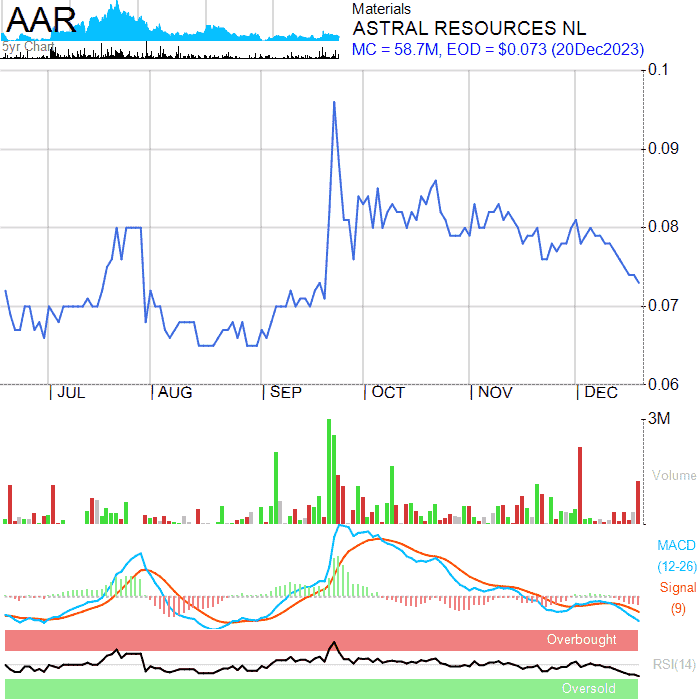 AAR
5yr Chart
Materials
ASTRAL RESOURCES NL
MC = 58.7M, EOD = $0.073 (20Dec2023)
0.1
0.09
0.08
0.07
0.06
JUL AUG SEP OCT NOV DEC
3M
Volume
MACD
(12-26)
Signal
(9)
Overbought
RSI(14)
Oversold